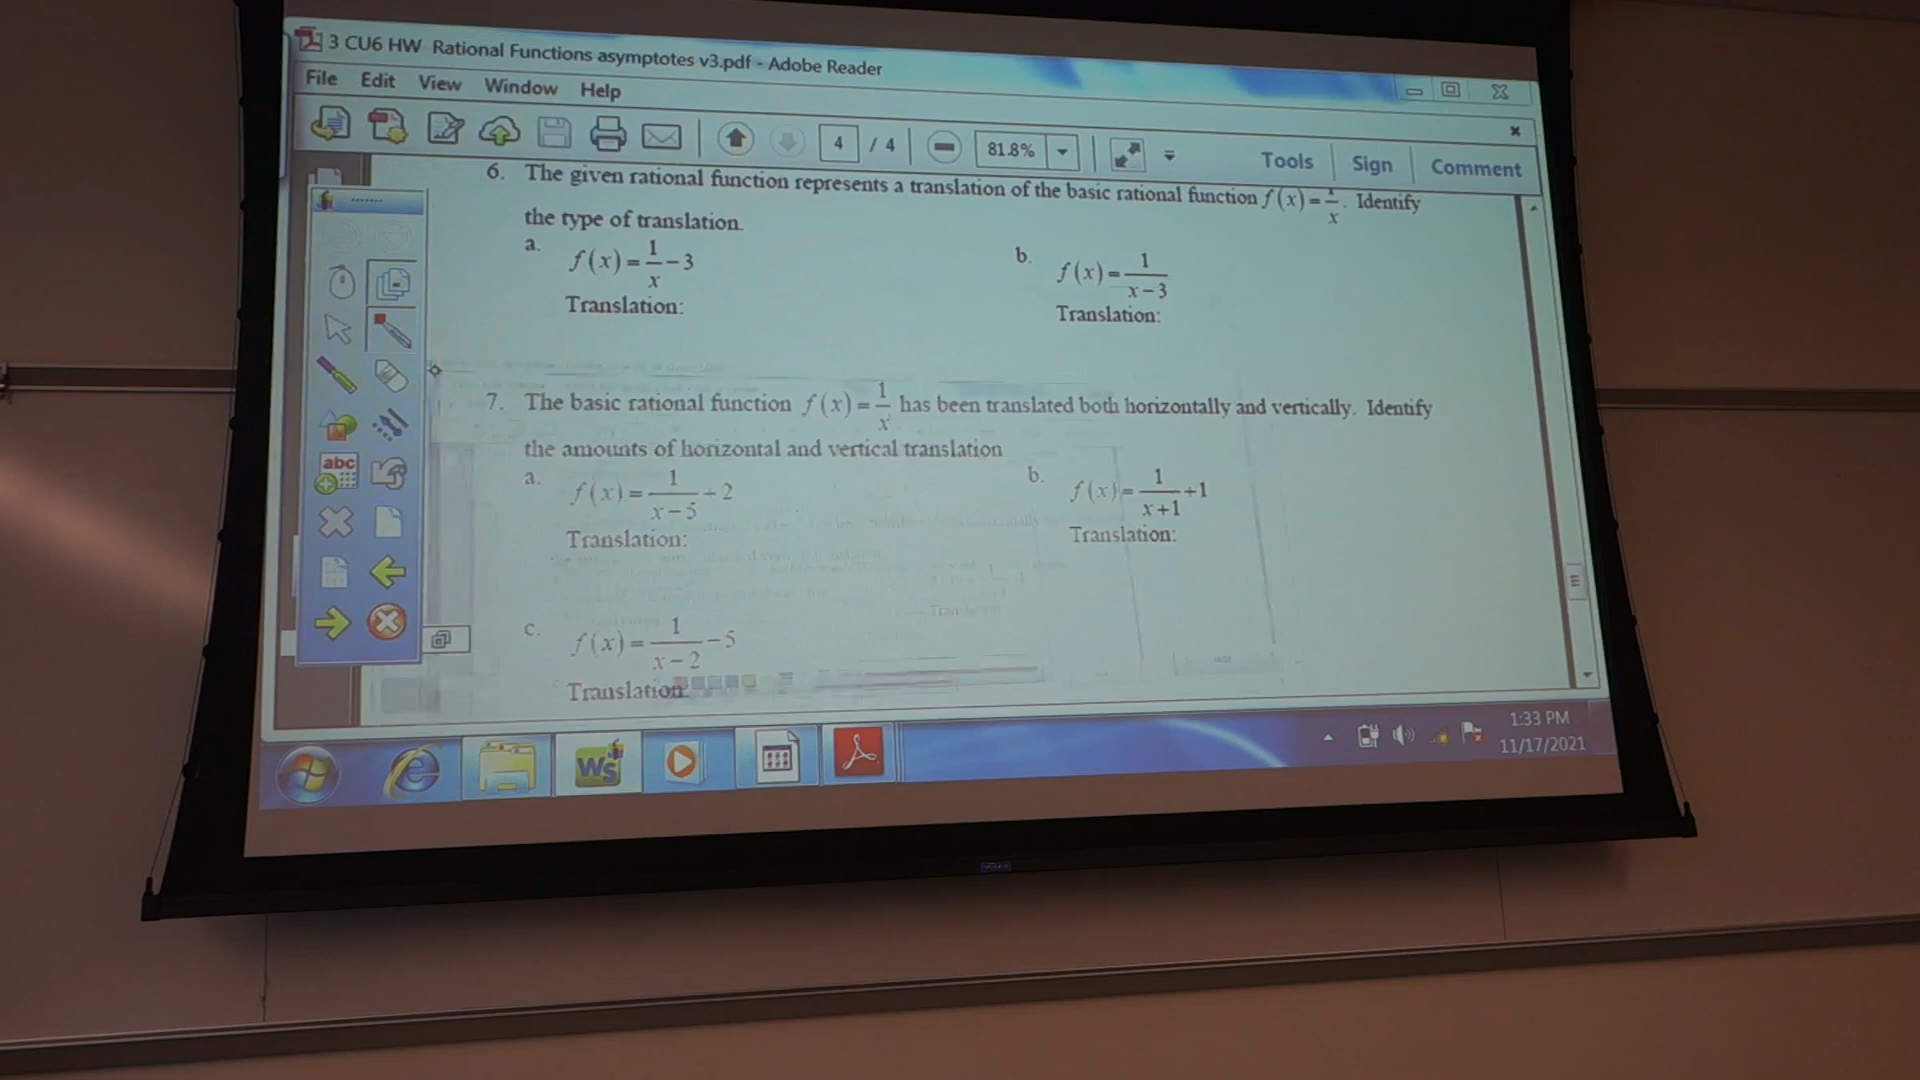 3 CU6 HW Rational Functions asymptotes v3.pdf - Adobe Reader
File Edit View Window Help
4 / 4 81.8% Tools Sign Comment
6. The given rational function represents a translation of the basic rational function f(x) = 1/x. Identify
the type of translation.
a. f(x) = 1/x − 3
b. f(x) = 1/(x − 3)
Translation:
Translation:
7. The basic rational function f(x) = 1/x has been translated both horizontally and vertically. Identify
the amounts of horizontal and vertical translation
a. f(x) = 1/(x − 5) + 2
b. f(x) = 1/(x + 1) + 1
Translation:
Translation:
c. f(x) = 1/(x − 2) − 5
Translation:
abc
WS
1:33 PM
11/17/2021